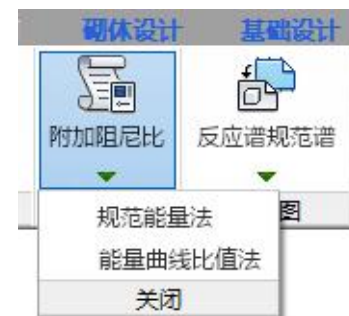 砌体设计 基础设计
附加阻尼比 反应谱规范谱
规范能量法 图
能量曲线比值法
关闭